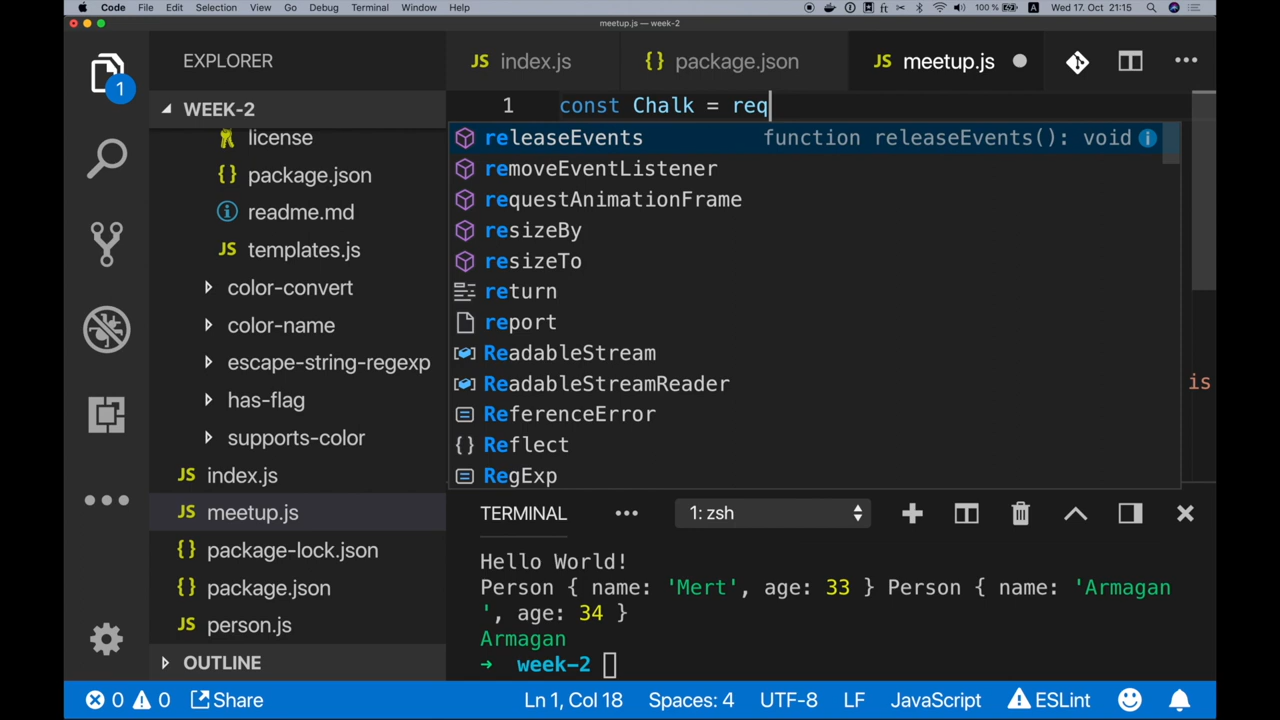 Code File Edit Selection View Go Debug Terminal Window Help 100 % Wed 17. Oct 21:15
meetup.js — week-2
EXPLORER
JS index.js {} package.json JS meetup.js
1
WEEK-2
license
{} package.json
readme.md
JS templates.js
color-convert
color-name
escape-string-regexp
has-flag
supports-color
JS index.js
JS meetup.js
{} package-lock.json
{} package.json
JS person.js
OUTLINE
1 const Chalk = req
releaseEvents function releaseEvents(): void
removeEventListener
requestAnimationFrame
resizeBy
resizeTo
return
report
ReadableStream
ReadableStreamReader
ReferenceError
{} Reflect
RegExp
is
TERMINAL 1: zsh
Hello World!
Person { name: 'Mert', age: 33 } Person { name: 'Armagan
', age: 34 }
Armagan
→ week-2
0 0 Share Ln 1, Col 18 Spaces: 4 UTF-8 LF JavaScript ESLint